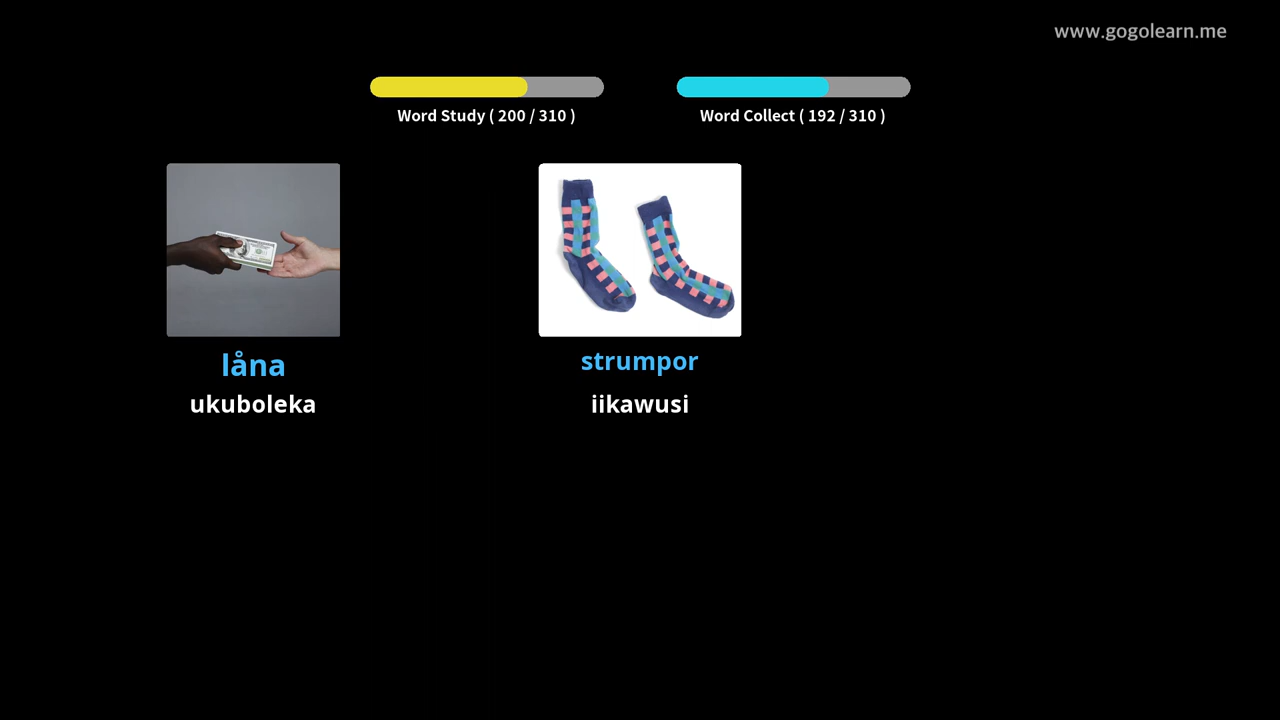 www.gogolearn.me
Word Study ( 200 / 310 )
Word Collect ( 192 / 310 )
låna
strumpor
ukuboleka
iikawusi